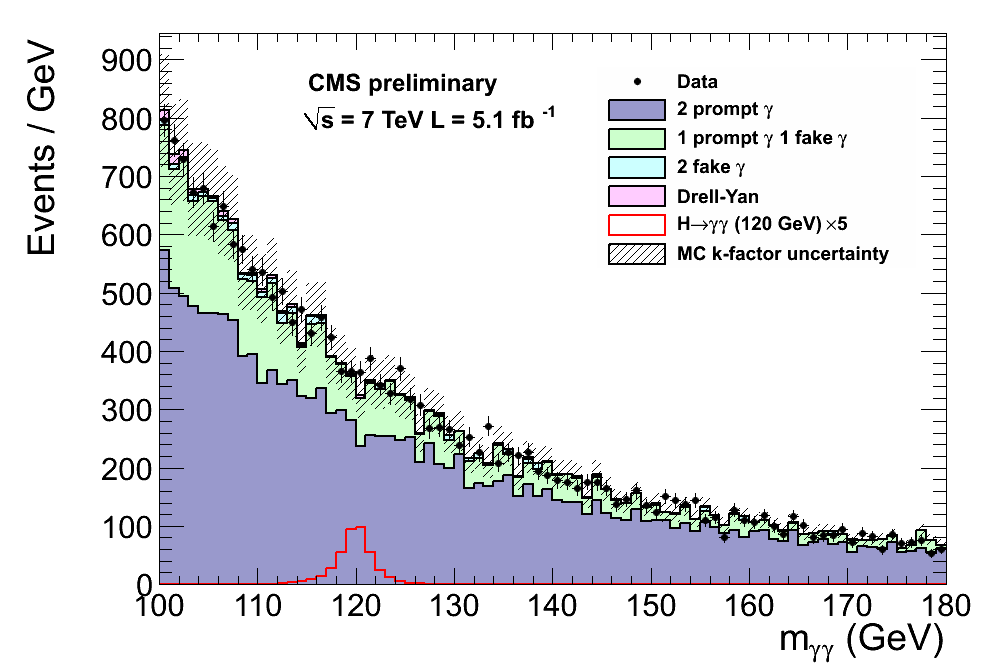 Events / GeV
900
800
700
600
500
400
300
200
100
0
CMS preliminary
√s = 7 TeV L = 5.1 fb -1
Data
2 prompt γ
1 prompt γ 1 fake γ
2 fake γ
Drell-Yan
H→γγ (120 GeV) ×5
MC k-factor uncertainty
100 110 120 130 140 150 160 170 180
mγγ (GeV)